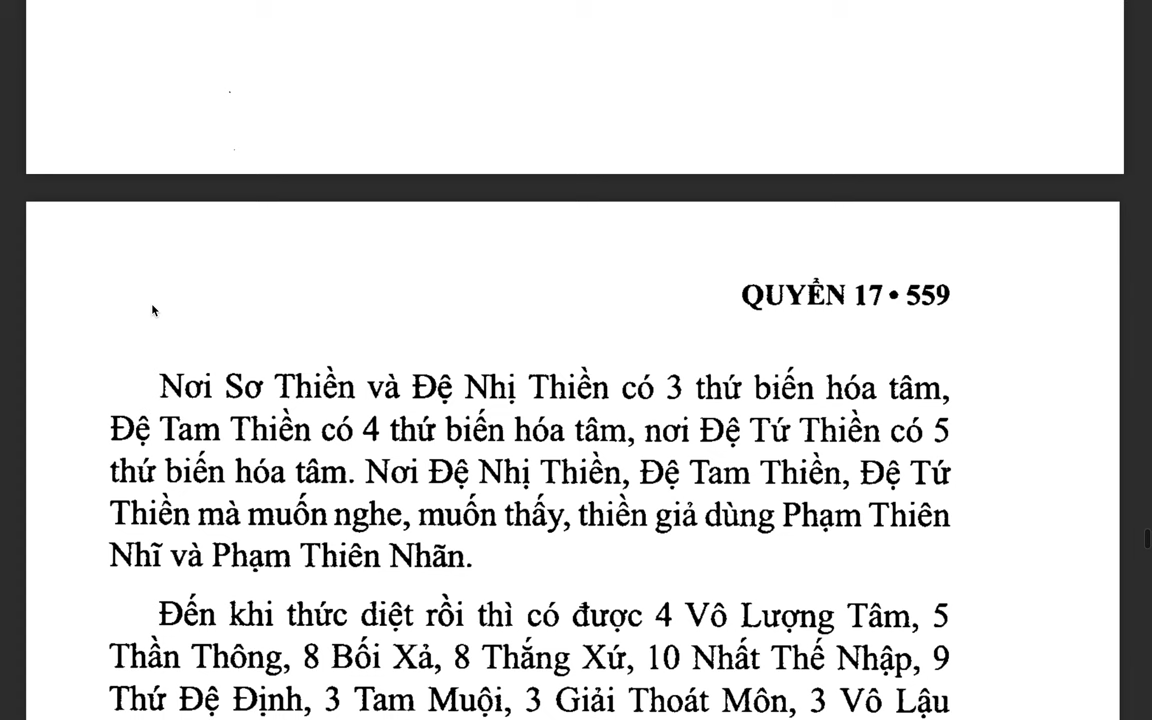 QUYỂN 17 • 559
Nơi Sơ Thiền và Đệ Nhị Thiền có 3 thứ biến hóa tâm,
Đệ Tam Thiền có 4 thứ biến hóa tâm, nơi Đệ Tứ Thiền có 5
thứ biến hóa tâm. Nơi Đệ Nhị Thiền, Đệ Tam Thiền, Đệ Tứ
Thiền mà muốn nghe, muốn thấy, thiền giả dùng Phạm Thiên
Nhĩ và Phạm Thiên Nhãn.
Đến khi thức diệt rồi thì có được 4 Vô Lượng Tâm, 5
Thần Thông, 8 Bối Xả, 8 Thắng Xứ, 10 Nhất Thế Nhập, 9
Thứ Đệ Định, 3 Tam Muội, 3 Giải Thoát Môn, 3 Vô Lậu